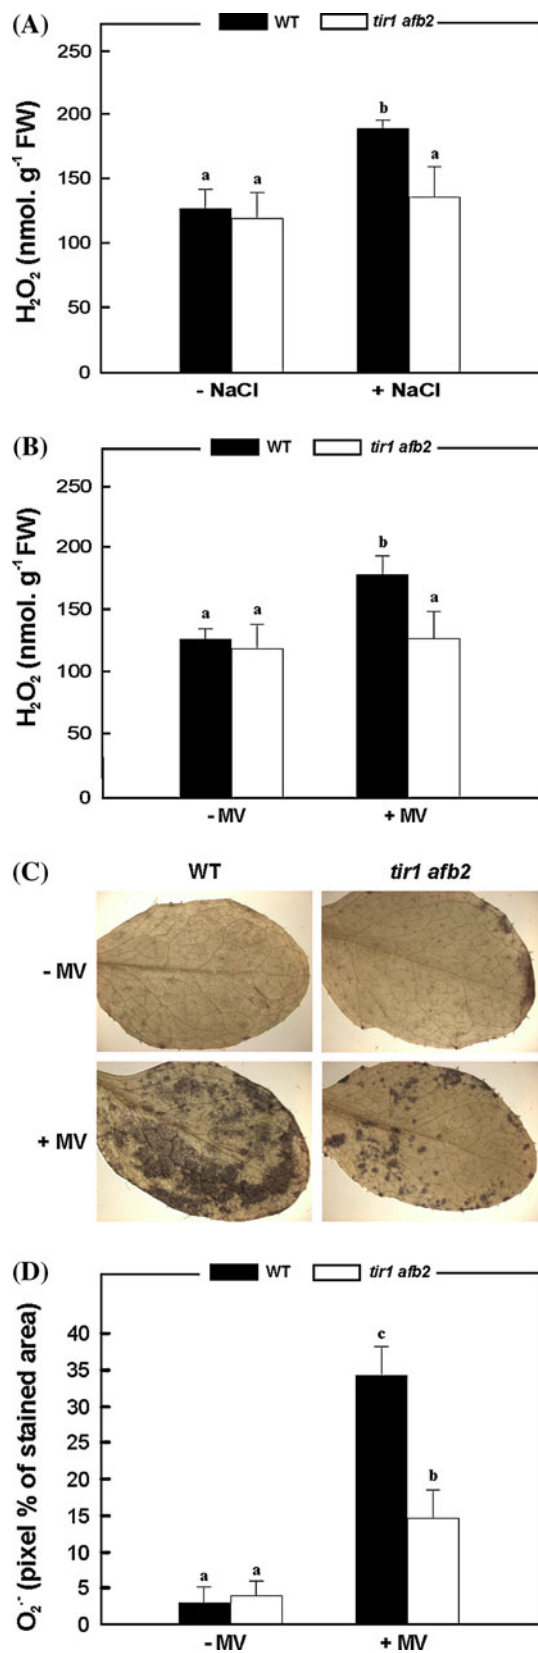 (A) WT tir1 afb2
H₂O₂ (nmol. g⁻¹ FW)
250
200
150
100
50
0
b
a a a
- NaCl + NaCl
(B) WT tir1 afb2
H₂O₂ (nmol. g⁻¹ FW)
250
200
150
100
50
0
b
a a a
- MV + MV
(C) WT tir1 afb2
- MV
+ MV
(D) WT tir1 afb2
O₂·⁻ (pixel % of stained area)
40
35
30
25
20
15
10
5
0
c
b
a a
- MV + MV